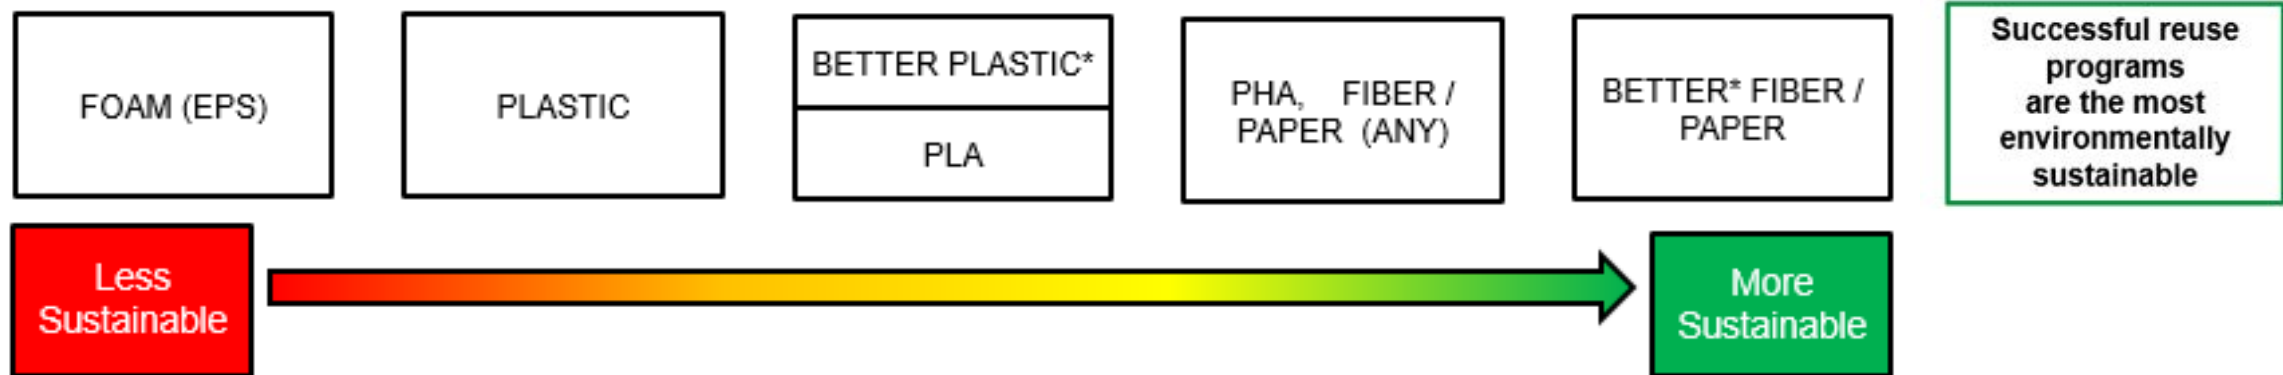 FOAM (EPS)
PLASTIC
BETTER PLASTIC*
PLA
PHA, FIBER /
PAPER (ANY)
BETTER* FIBER /
PAPER
Successful reuse
programs
are the most
environmentally
sustainable
Less
Sustainable
More
Sustainable